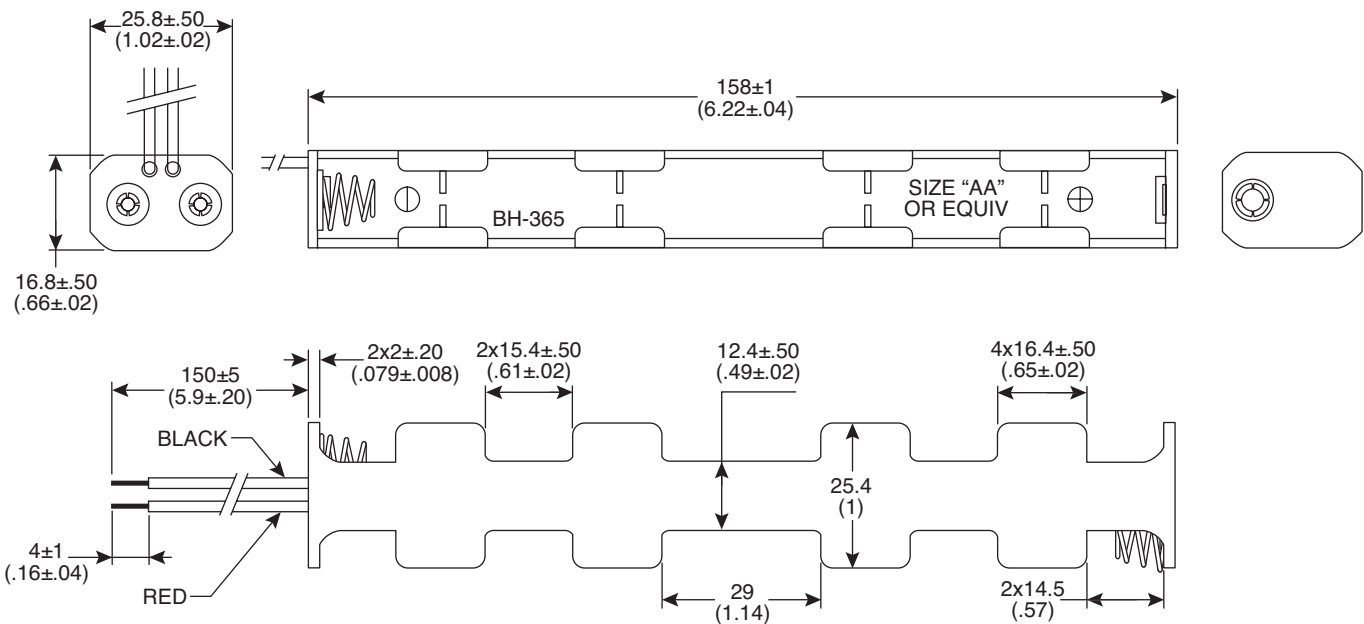 25.8±.50
(1.02±.02)
158±1
(6.22±.04)
SIZE “AA”
OR EQUIV
BH-365
16.8±.50
(.66±.02)
150±5
(5.9±.20)
2x2±.20
(.079±.008)
2x15.4±.50
(.61±.02)
12.4±.50
(.49±.02)
4x16.4±.50
(.65±.02)
BLACK
25.4
(1)
4±1
(.16±.04)
RED
29
(1.14)
2x14.5
(.57)